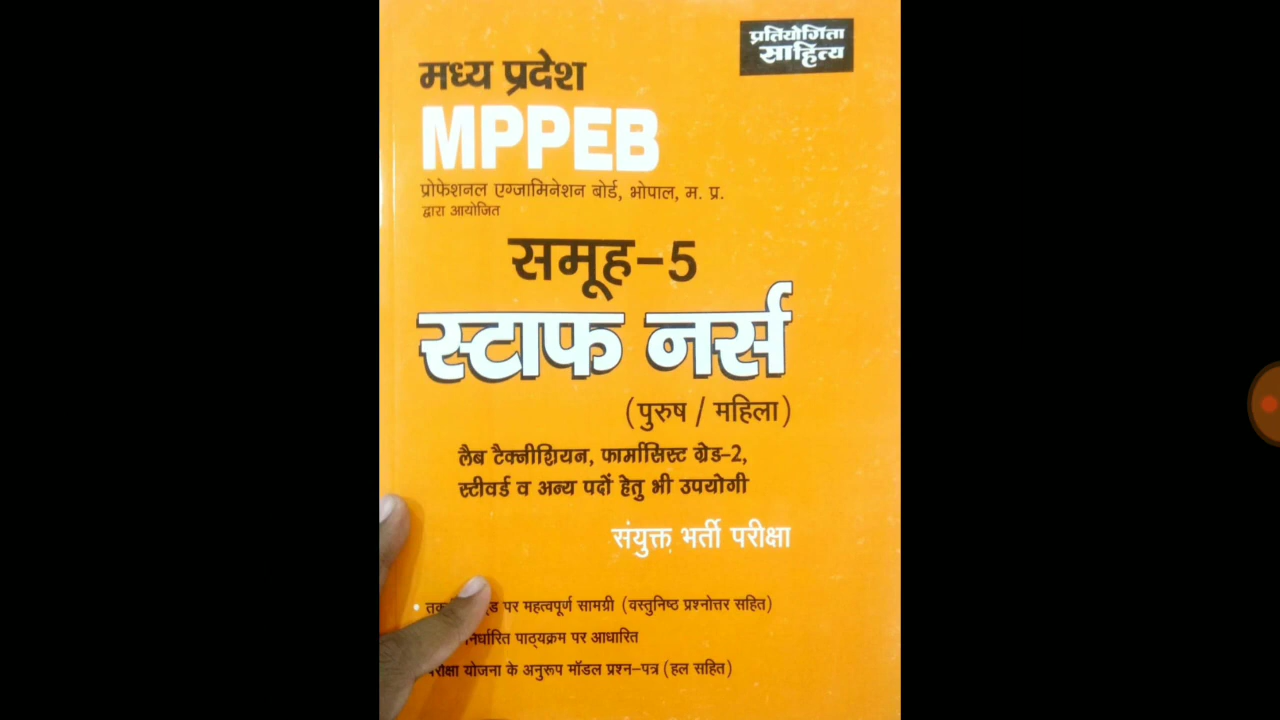 प्रतियोगिता
साहित्य
मध्य प्रदेश
MPPEB
प्रोफेशनल एग्जामिनेशन बोर्ड, भोपाल, म. प्र.
द्वारा आयोजित
समूह-5
स्टाफ नर्स
(पुरुष / महिला)
लैब टैक्नीशियन, फार्मासिस्ट ग्रेड-2,
स्टीवर्ड व अन्य पदों हेतु भी उपयोगी
संयुक्त भर्ती परीक्षा
पर महत्वपूर्ण सामग्री (वस्तुनिष्ठ प्रश्नोत्तर सहित)
निर्धारित पाठ्यक्रम पर आधारित
परीक्षा योजना के अनुरूप मॉडल प्रश्न-पत्र (हल सहित)